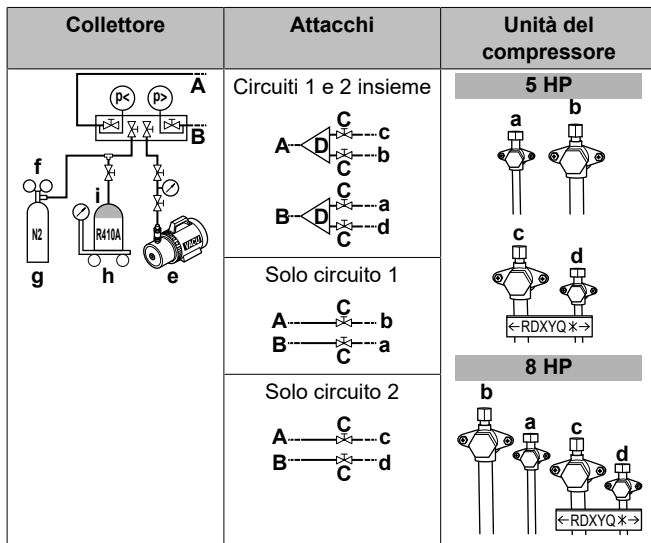 Collettore
Attacchi
Unità del
compressore
A
p<
p>
B
f
i
N2
R410A
VACU
g
h
e
Circuiti 1 e 2 insieme
C
c
A
D
b
C
C
a
B
D
d
C
Solo circuito 1
C
A
b
B
a
C
Solo circuito 2
C
A
c
B
d
C
5 HP
a
b
c
d
←RDXYQ*→
8 HP
b
a
c
d
←RDXYQ*→